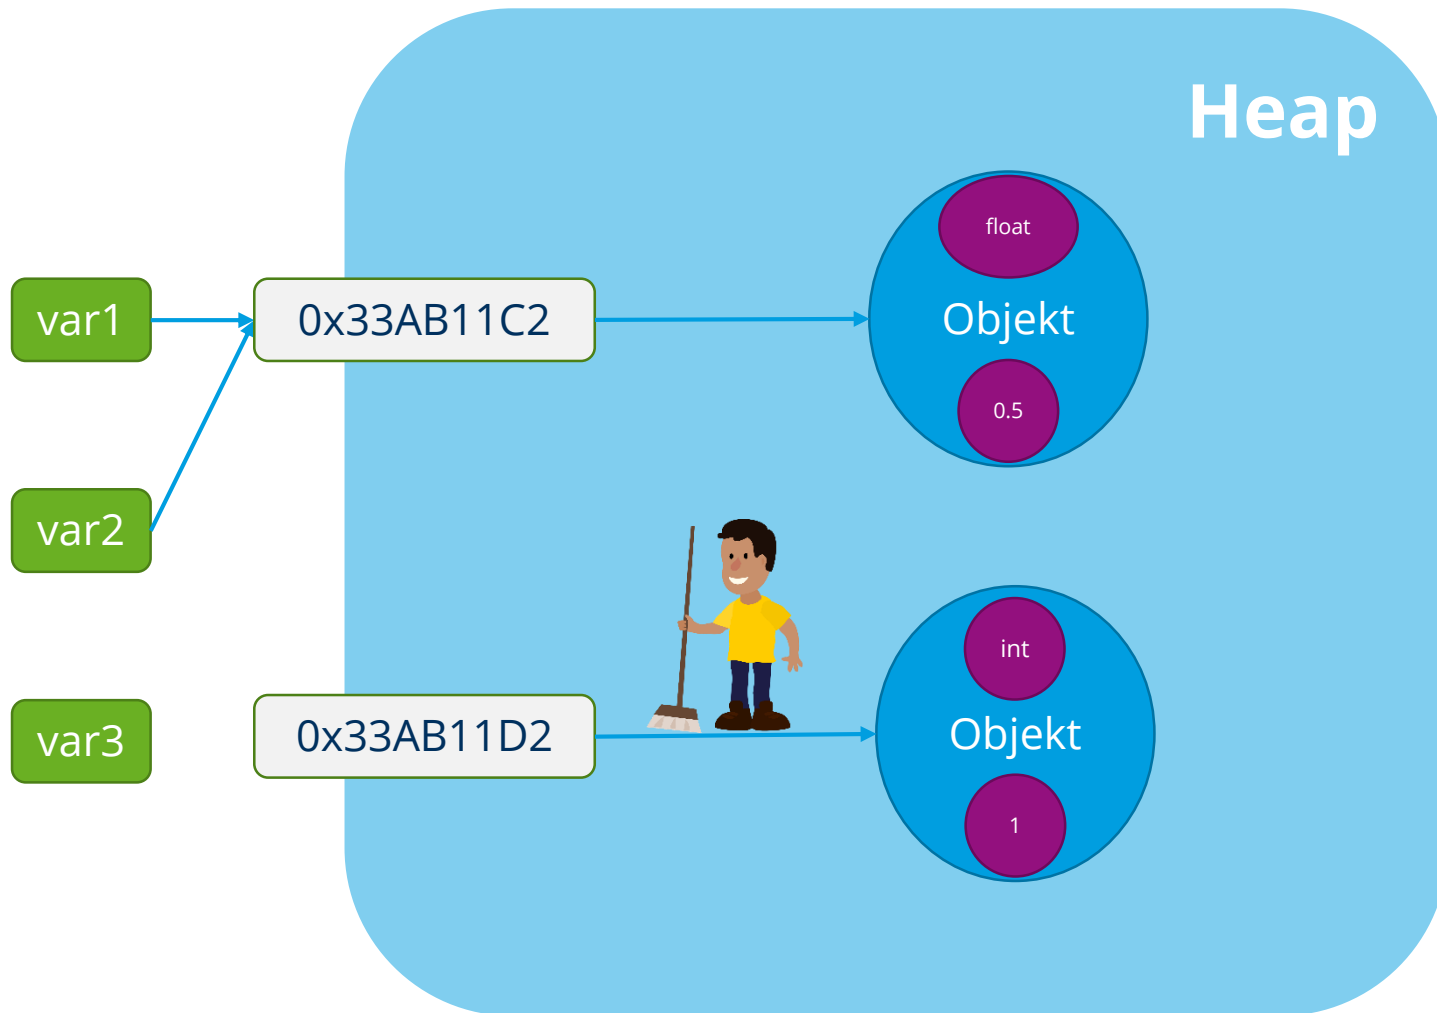 Heap
float
var1
0x33AB11C2
Objekt
0.5
var2
int
var3
0x33AB11D2
Objekt
1